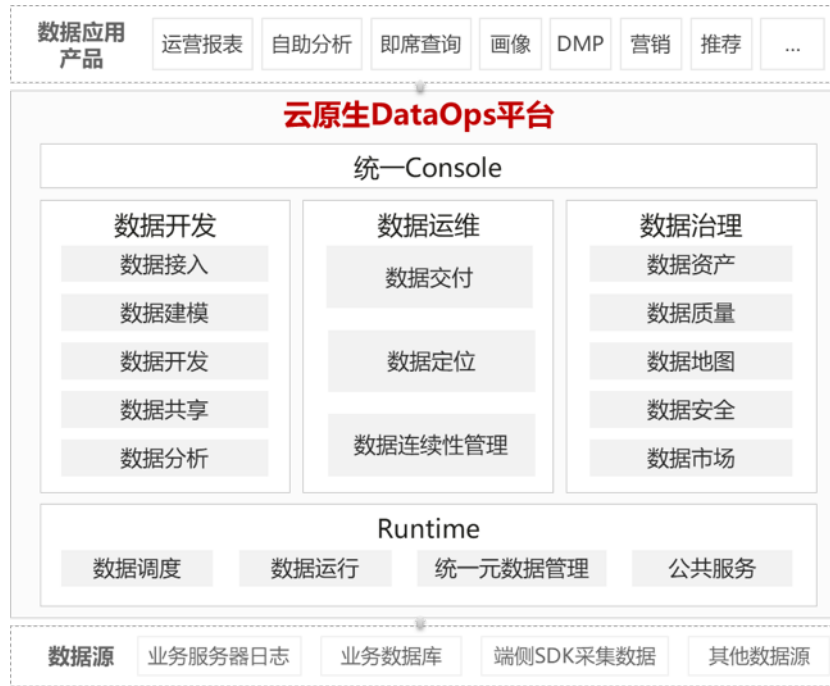 数据应用
产品
运营报表 自助分析 即席查询 画像 DMP 营销 推荐 ...
云原生DataOps平台
统一Console
数据开发
数据接入
数据建模
数据开发
数据共享
数据分析
数据运维
数据交付
数据定位
数据连续性管理
数据治理
数据资产
数据质量
数据地图
数据安全
数据市场
Runtime
数据调度 数据运行 统一元数据管理 公共服务
数据源 业务服务器日志 业务数据库 端侧SDK采集数据 其他数据源